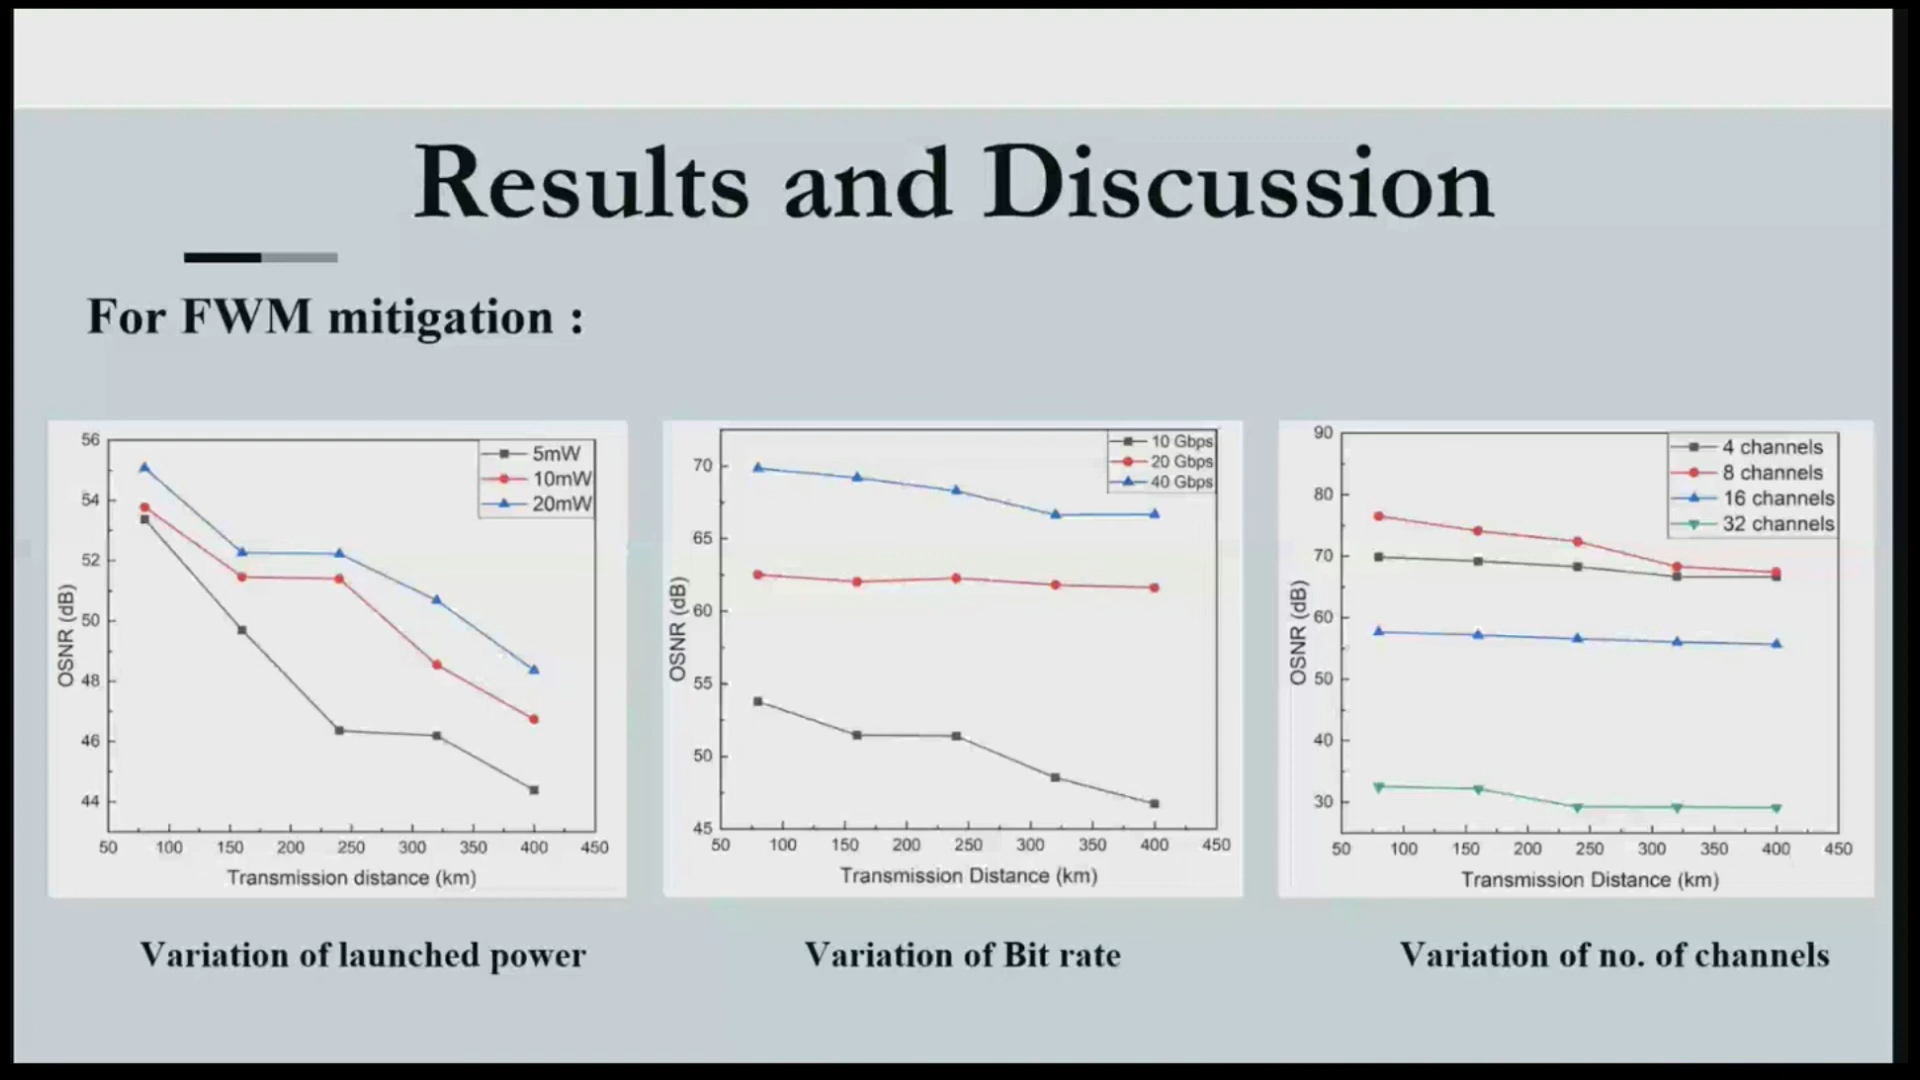 Results and Discussion
For FWM mitigation :
56
54
52
50
48
46
44
OSNR (dB)
5mW
10mW
20mW
50 100 150 200 250 300 350 400 450
Transmission distance (km)
Variation of launched power
70
65
60
55
50
45
OSNR (dB)
10 Gbps
20 Gbps
40 Gbps
50 100 150 200 250 300 350 400 450
Transmission Distance (km)
Variation of Bit rate
90
80
70
60
50
40
30
OSNR (dB)
4 channels
8 channels
16 channels
32 channels
50 100 150 200 250 300 350 400 450
Transmission Distance (km)
Variation of no. of channels